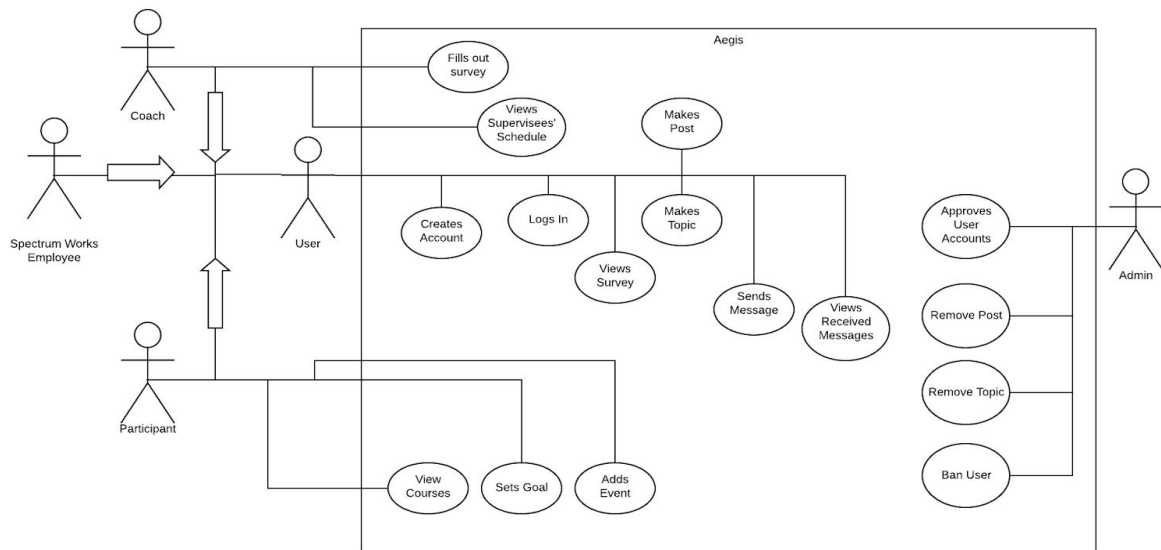 Aegis
Fills out
survey
Coach
Views
Supervisees'
Schedule
Makes
Post
Spectrum Works
Employee
User
Creates
Account
Logs In
Views
Survey
Makes
Topic
Sends
Message
Views
Received
Messages
Approves
User
Accounts
Admin
Remove Post
Remove Topic
Ban User
Participant
View
Courses
Sets Goal
Adds
Event